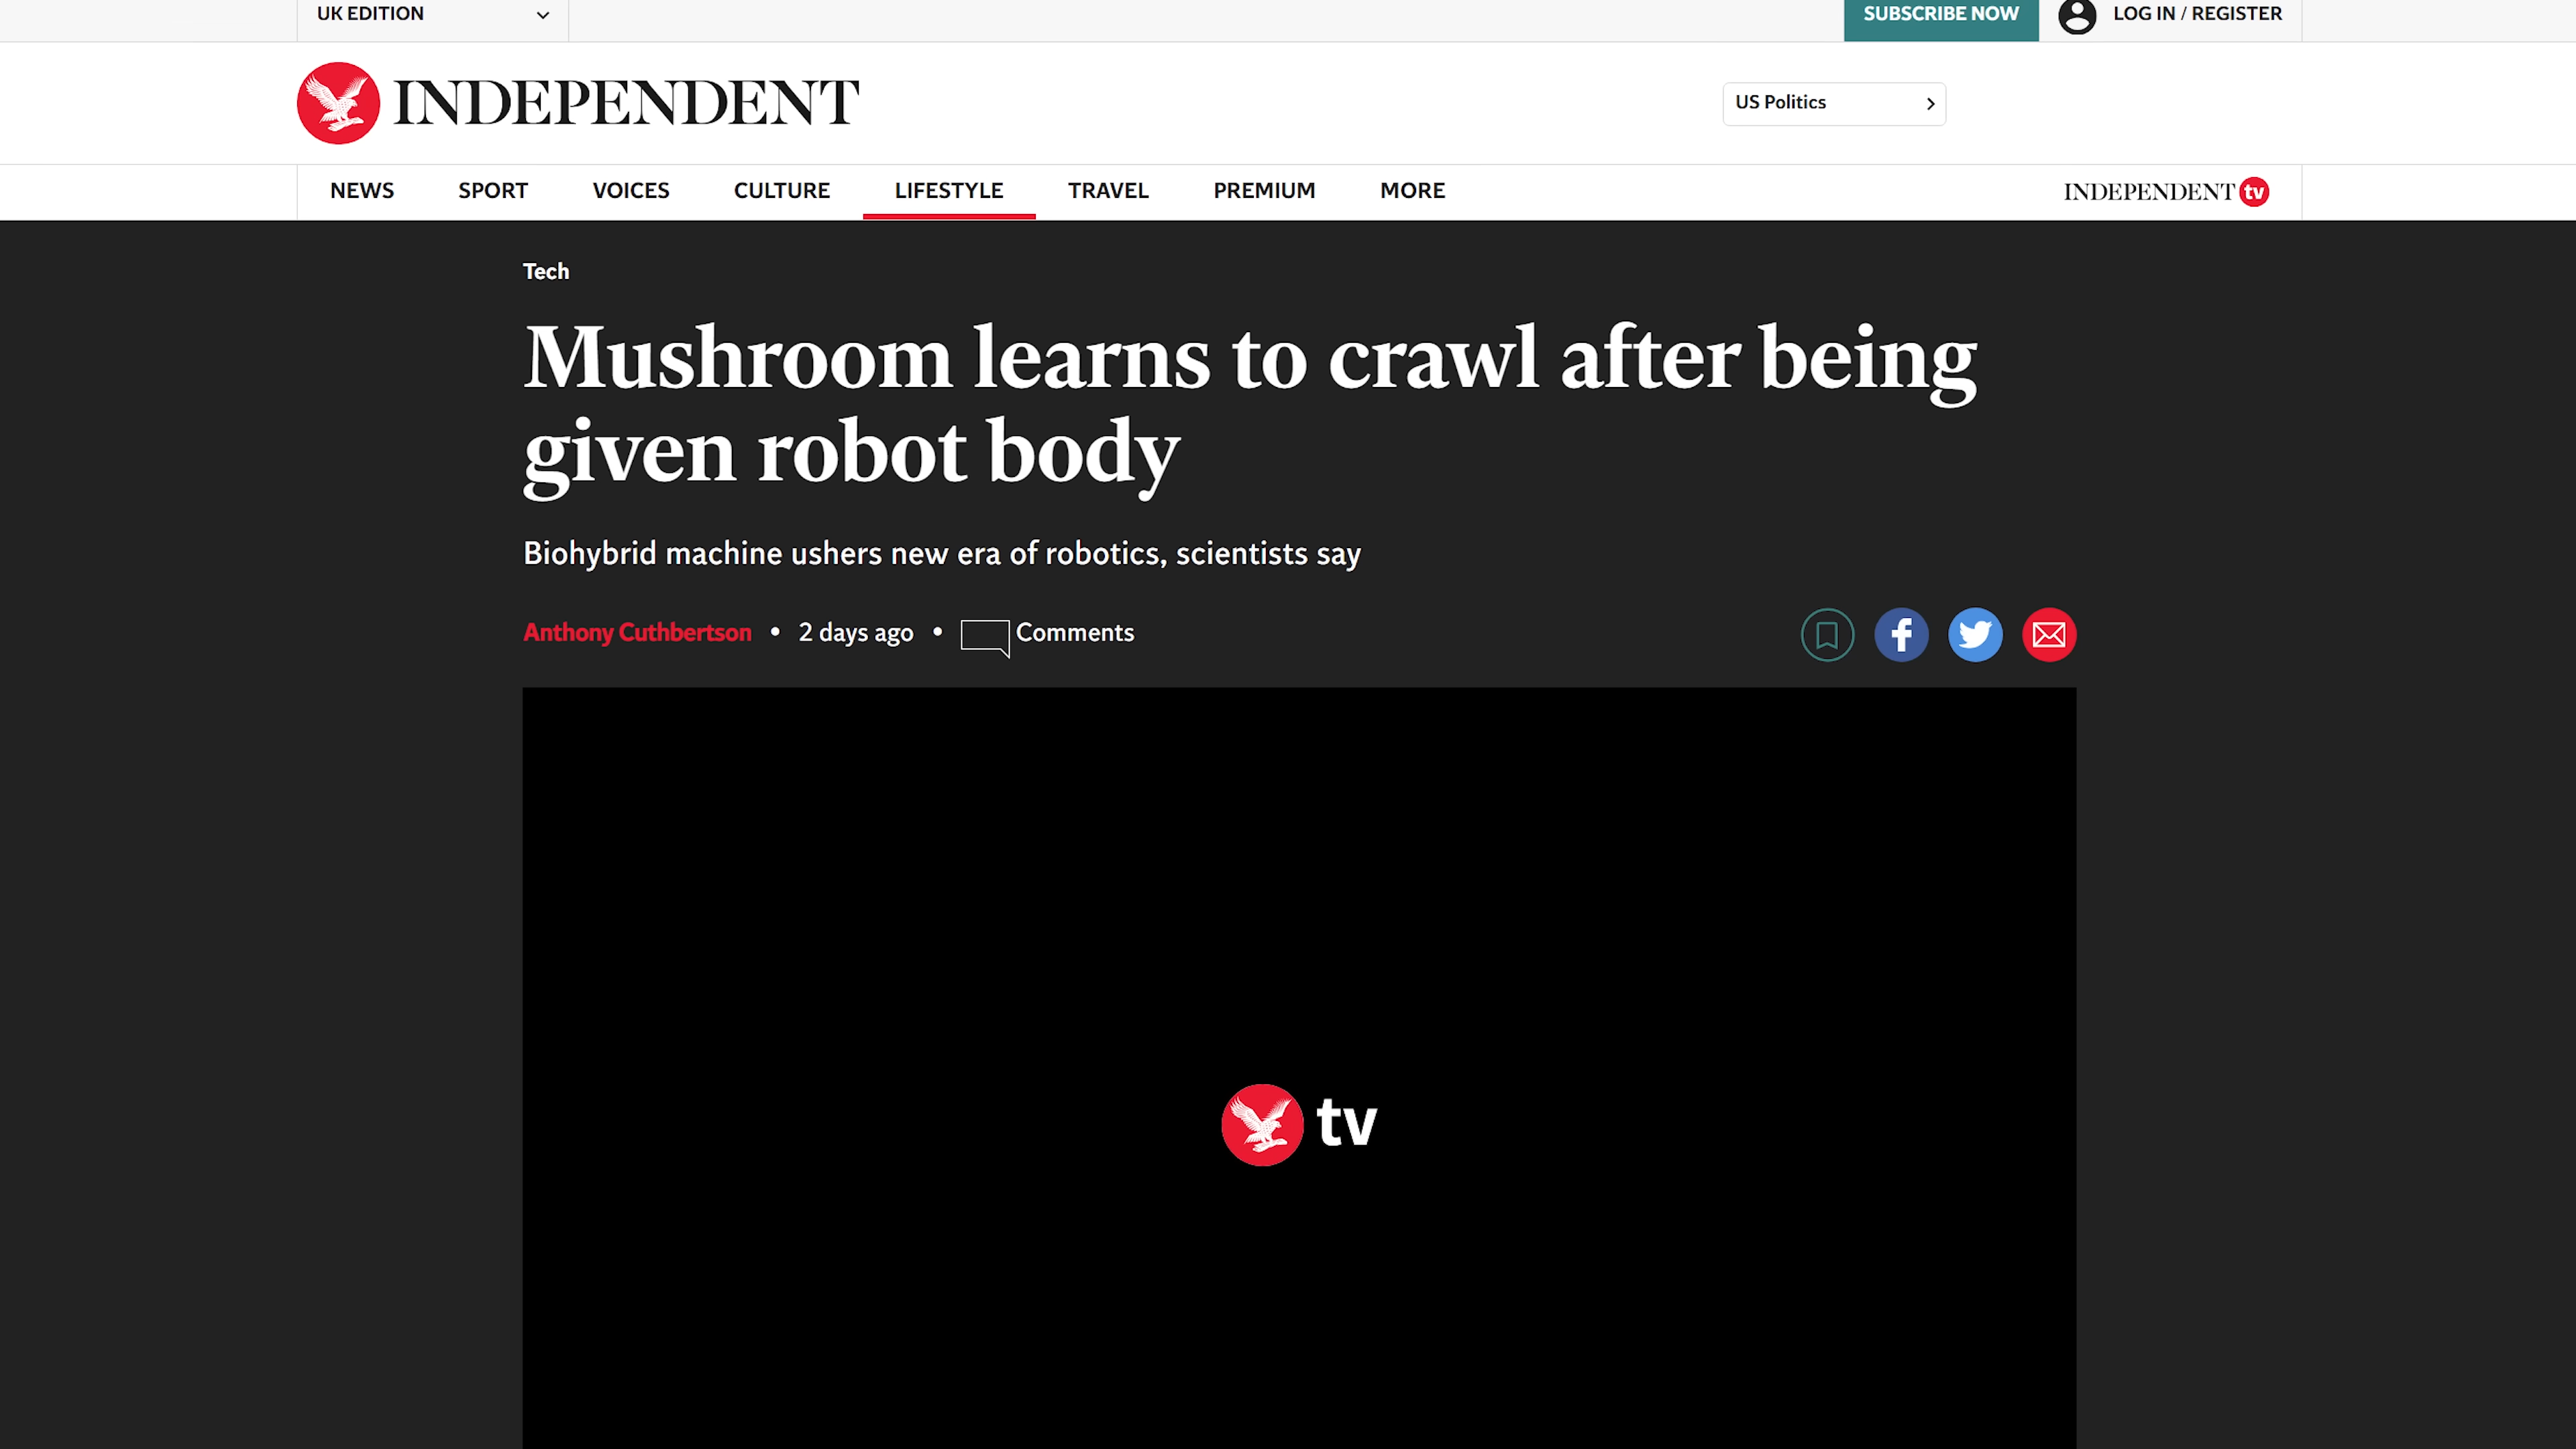 UK EDITION
SUBSCRIBE NOW
LOG IN / REGISTER
INDEPENDENT
US Politics
NEWS
SPORT
VOICES
CULTURE
LIFESTYLE
TRAVEL
PREMIUM
MORE
INDEPENDENT tv
Tech
Mushroom learns to crawl after being
given robot body
Biohybrid machine ushers new era of robotics, scientists say
Anthony Cuthbertson • 2 days ago • Comments
tv